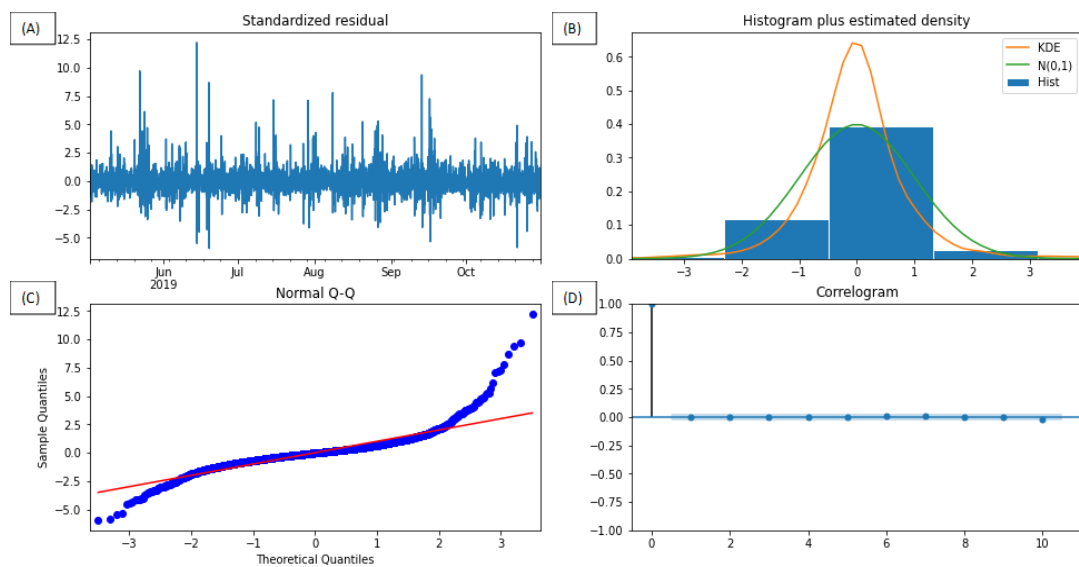 (A)
Standardized residual
12.5
10.0
7.5
5.0
2.5
0.0
−2.5
−5.0
Jun
2019
Jul
Aug
Sep
Oct
(B)
Histogram plus estimated density
0.6
0.5
0.4
0.3
0.2
0.1
0.0
KDE
N(0,1)
Hist
−3 −2 −1 0 1 2 3
(C)
Normal Q-Q
12.5
10.0
7.5
5.0
2.5
0.0
−2.5
−5.0
Sample Quantiles
−3 −2 −1 0 1 2 3
Theoretical Quantiles
(D)
Correlogram
1.00
0.75
0.50
0.25
0.00
−0.25
−0.50
−0.75
−1.00
0 2 4 6 8 10